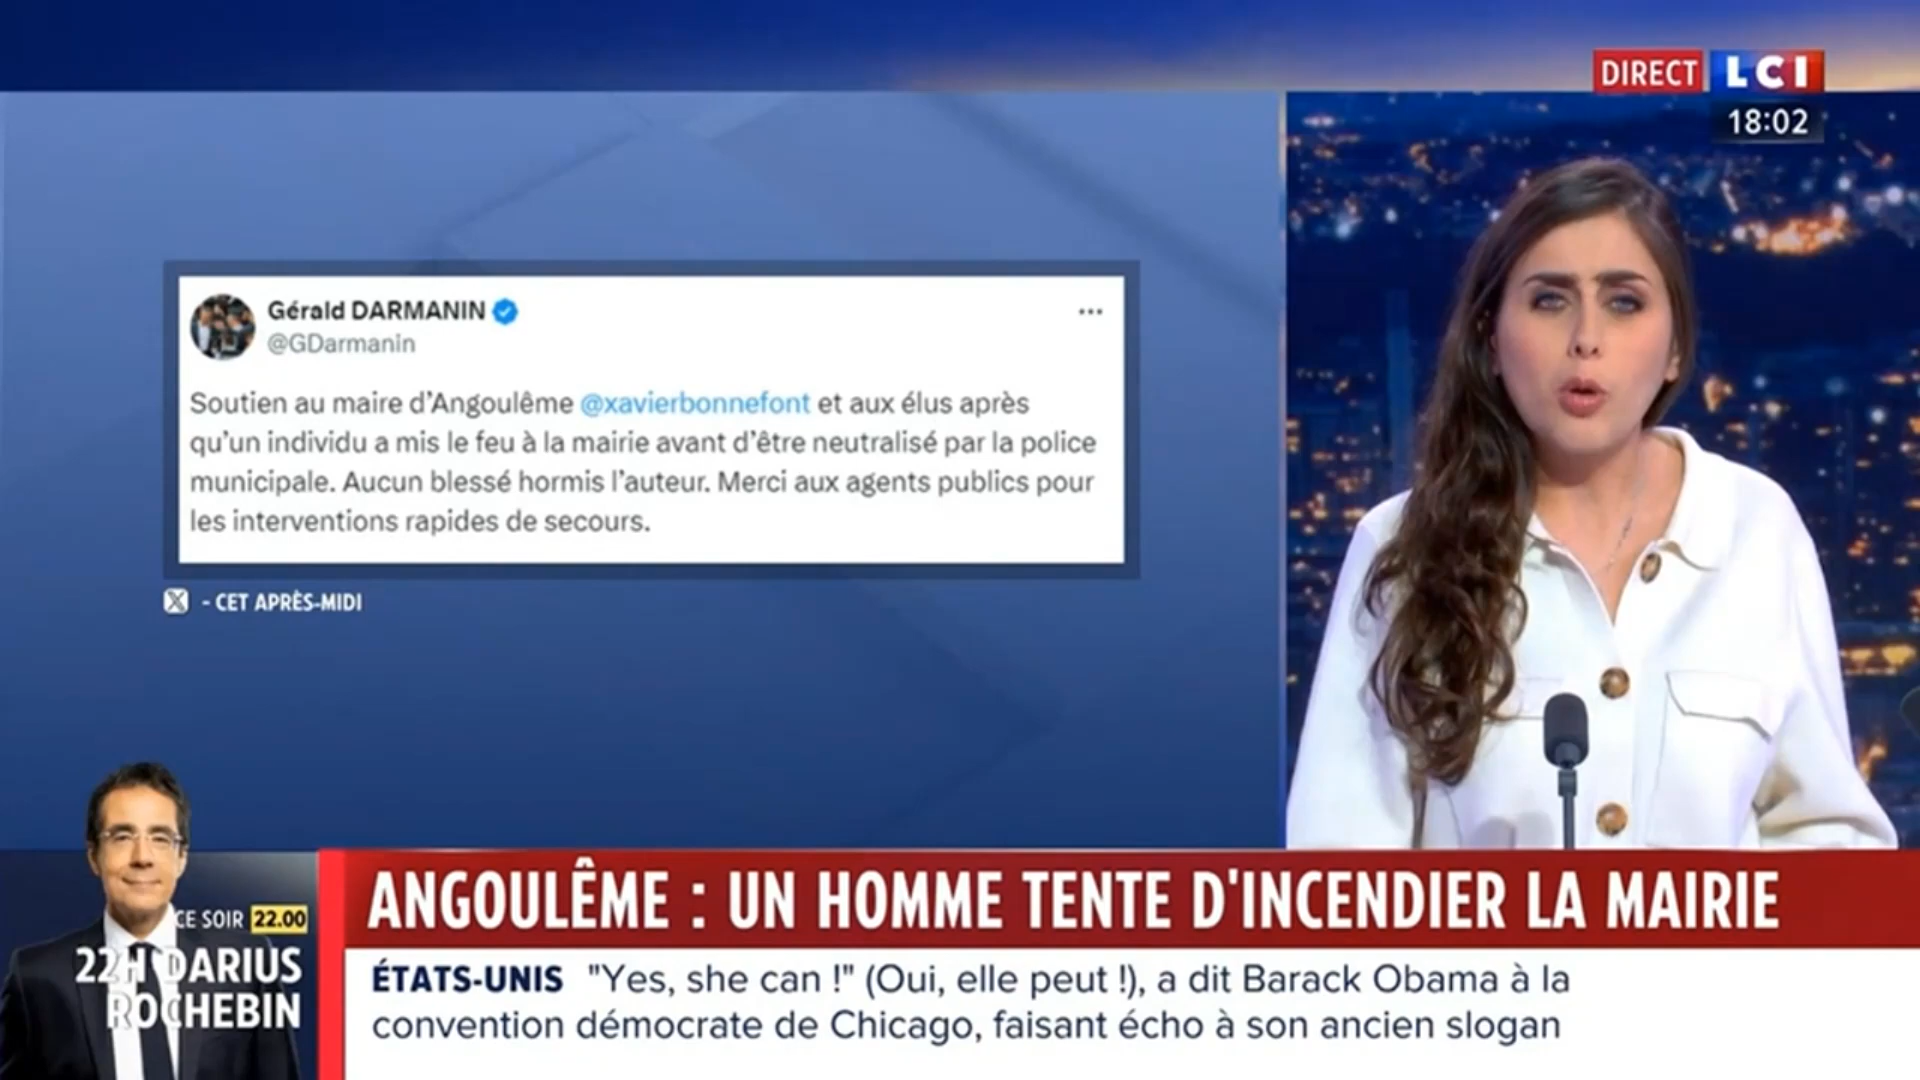 DIRECT LCI
18:02
Gérald DARMANIN
@GDarmanin
Soutien au maire d’Angoulême @xavierbonnefont et aux élus après
qu’un individu a mis le feu à la mairie avant d’être neutralisé par la police
municipale. Aucun blessé hormis l’auteur. Merci aux agents publics pour
les interventions rapides de secours.
X - CET APRÈS-MIDI
CE SOIR 22.00
22H DARIUS
ROCHEBIN
ANGOULÊME : UN HOMME TENTE D'INCENDIER LA MAIRIE
ÉTATS-UNIS "Yes, she can !" (Oui, elle peut !), a dit Barack Obama à la
convention démocrate de Chicago, faisant écho à son ancien slogan